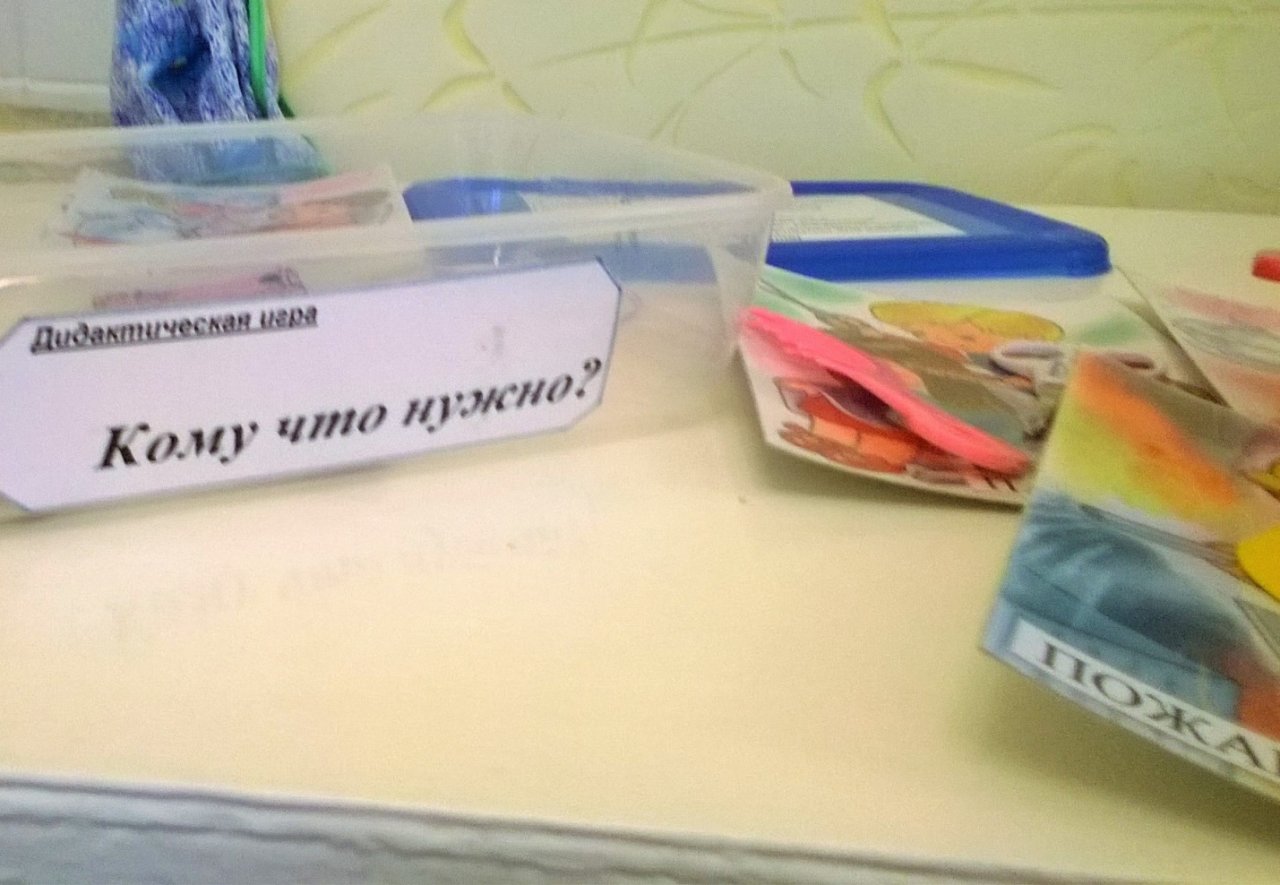 Дидактическая игра
Кому что нужно?
ПОЖА